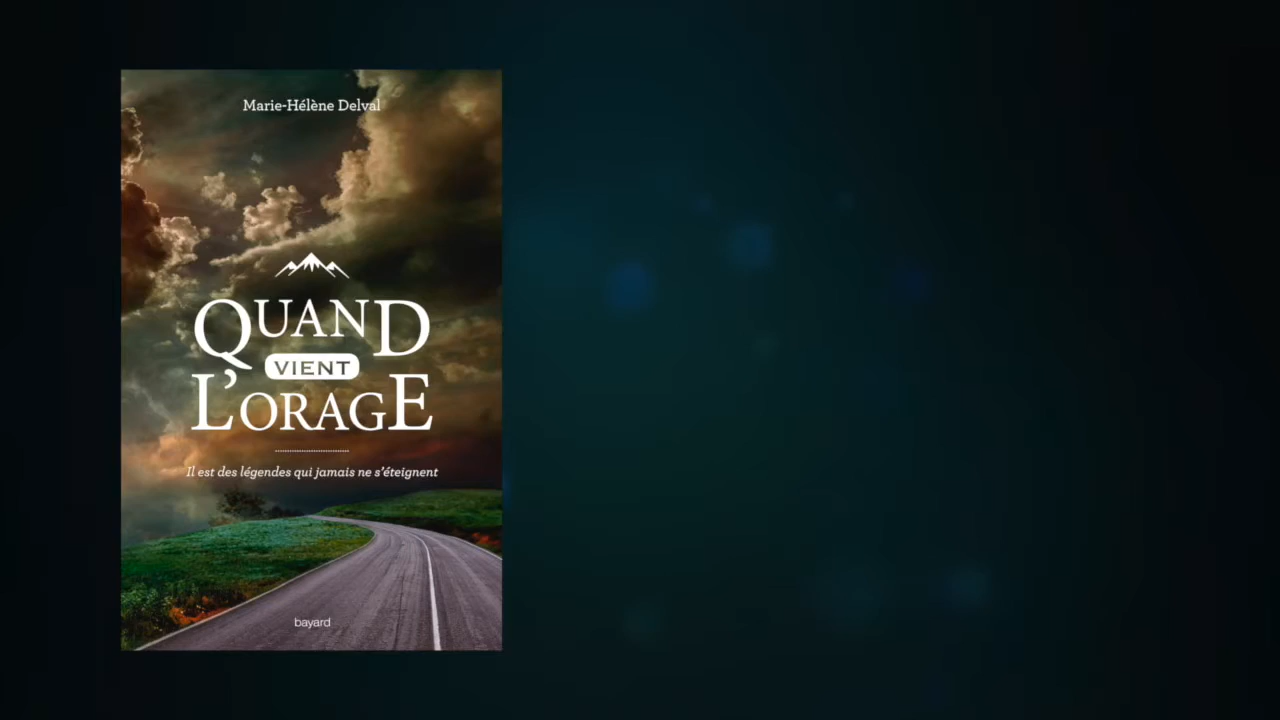 Marie-Hélène Delval
QUAND
VIENT
L'ORAGE
Il est des légendes qui jamais ne s'éteignent
bayard